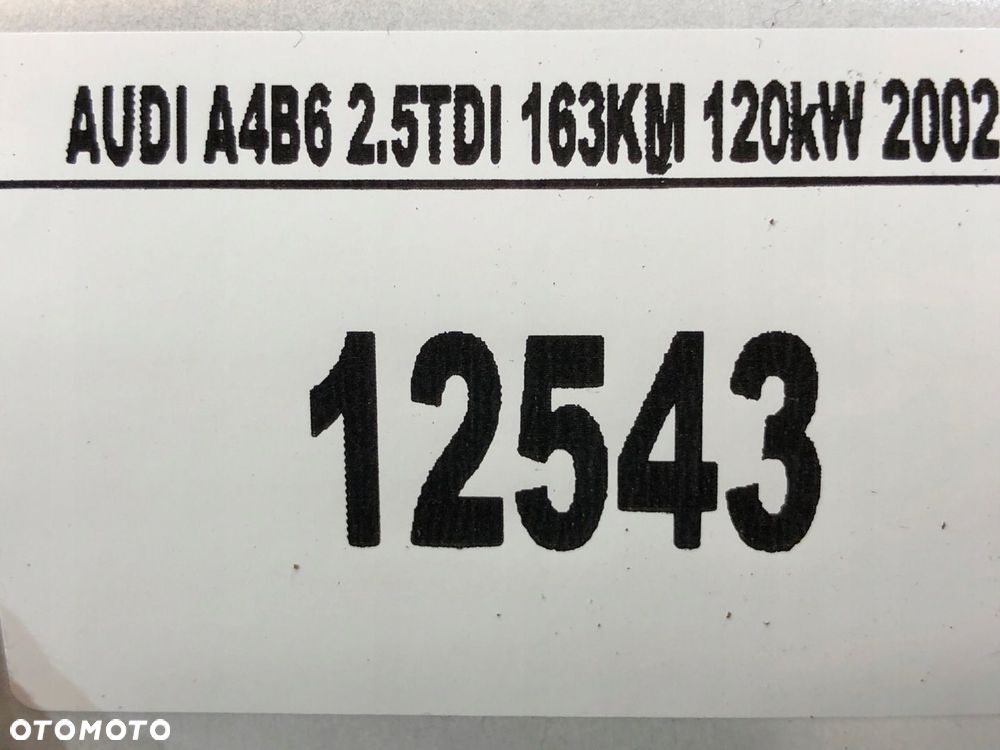 AUDI A4B6 2.5TDI 163KM 120kW 2002
12543
OTOMOTO